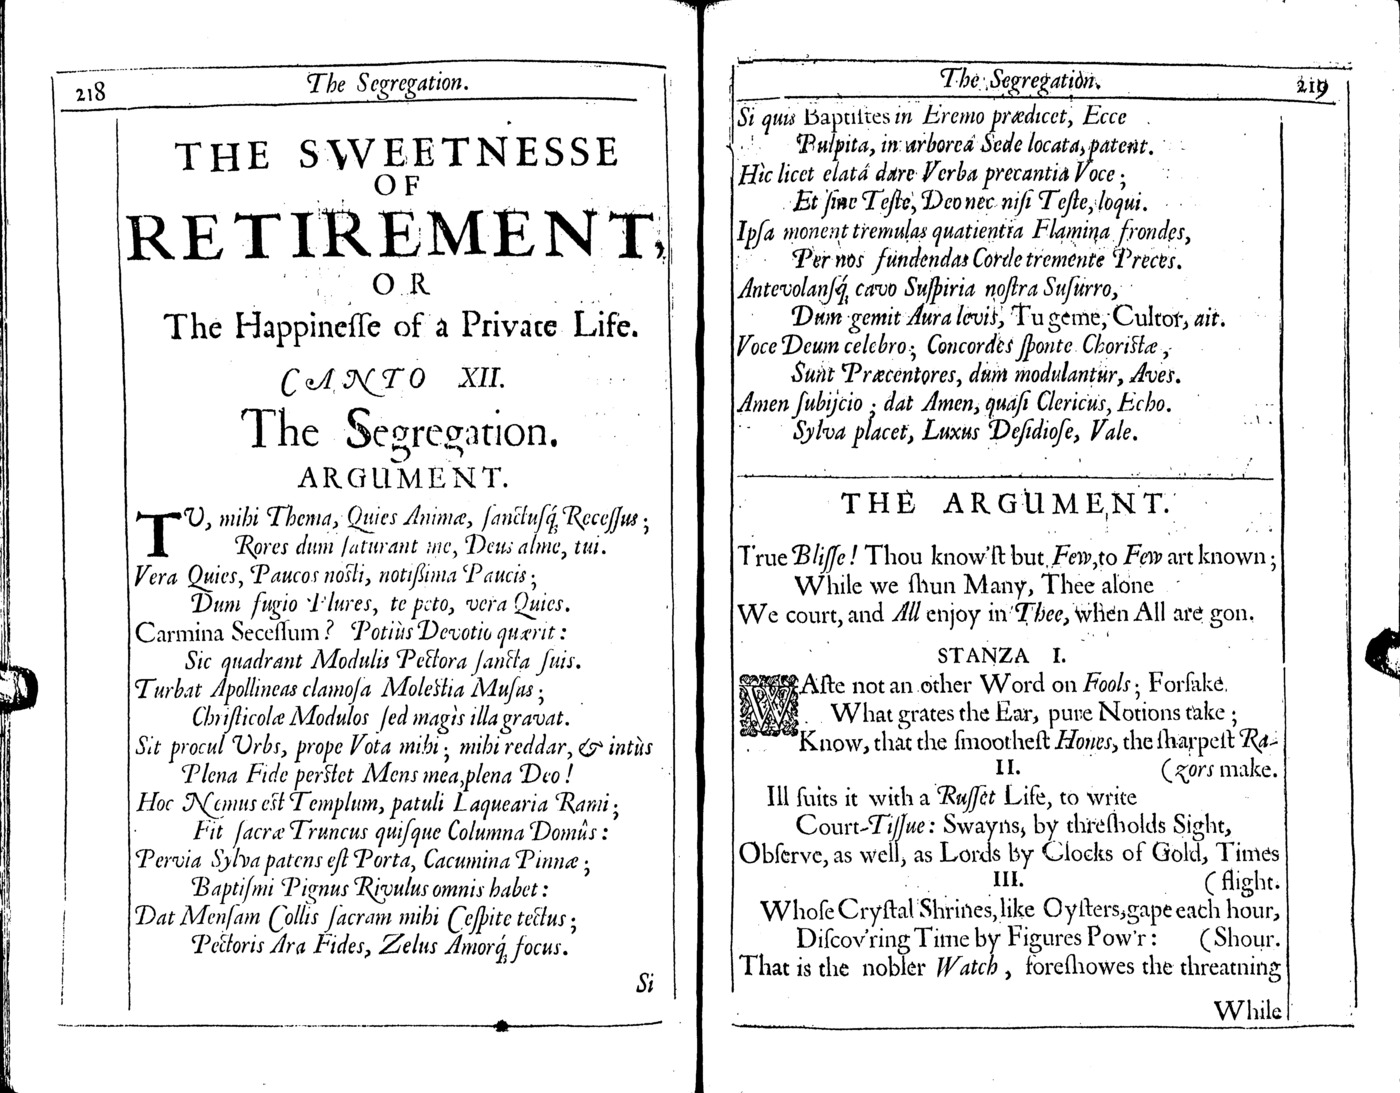 218
The Segregation.
THE SWEETNESSE
OF
RETIREMENT,
OR
The Happineſſe of a Private Life.
CANTO XII.
The Segregation.
ARGUMENT.
TU, mihi Thema, Quies Animæ, ſanctuſq́; Receſſus;
Rores dum ſaturant me, Deus alme, tui.
Vera Quies, Paucos noſti, notiſſima Paucis;
Dum fugio Plures, te peto, vera Quies.
Carmina Seceſſum? Potiùs Devotio quærit:
Sic quadrant Modulis Pectora ſancta ſuis.
Turbat Apollineas clamoſa Moleſtia Muſas;
Chriſticolæ Modulos ſed magis illa gravat.
Sit procul Urbs, prope Vota mihi; mihi reddar, & intùs
Plena Fide perſtet Mens mea, plena Deo!
Hoc Nemus eſt Templum, patuli Laquearia Rami;
Fit ſacræ Truncus quiſque Columna Domûs:
Pervia Sylva patens eſt Porta, Cacumina Pinnæ;
Baptiſmi Pignus Rivulus omnis habet:
Dat Menſam Collis ſacram mihi Ceſpite tectus;
Pectoris Ara Fides, Zelus Amorq́; focus.
Si
The Segregation.
219
Si quis Baptiſtes in Eremo prædicet, Ecce
Pulpita, in arboreâ Sede locata, patent.
Hìc licet elatâ dare Verba precantia Voce;
Et ſine Teſte, Deo nec niſi Teſte, loqui.
Ipſa monent tremulas quatientia Flamina frondes,
Per nos fundendas Corde tremente Preces.
Antevolanſq́; cavo Suſpiria noſtra Suſurro,
Dum gemit Aura levis, Tu geme, Cultor, ait.
Voce Deum celebro; Concordes ſponte Choriſtæ,
Sunt Præcentores, dum modulantur, Aves.
Amen ſubijcio; dat Amen, quaſi Clericus, Echo.
Sylva placet, Luxus Deſidioſe, Vale.
THE ARGUMENT.
True Bliſſe! Thou know'ſt but Few, to Few art known;
While we ſhun Many, Thee alone
We court, and All enjoy in Thee, when All are gon.
STANZA I.
WAſte not an other Word on Fools; Forſake
What grates the Ear, pure Notions take;
Know, that the ſmootheſt Hones, the ſharpeſt Ra-
II. (zors make.
Ill ſuits it with a Ruſſet Life, to write
Court-Tiſſue: Swayns, by threſholds Sight,
Obſerve, as well, as Lords by Clocks of Gold, Times
III. (flight.
Whoſe Cryſtal Shrines, like Oyſters, gape each hour,
Diſcov'ring Time by Figures Pow'r: (Shour.
That is the nobler Watch, foreſhowes the threatning
While